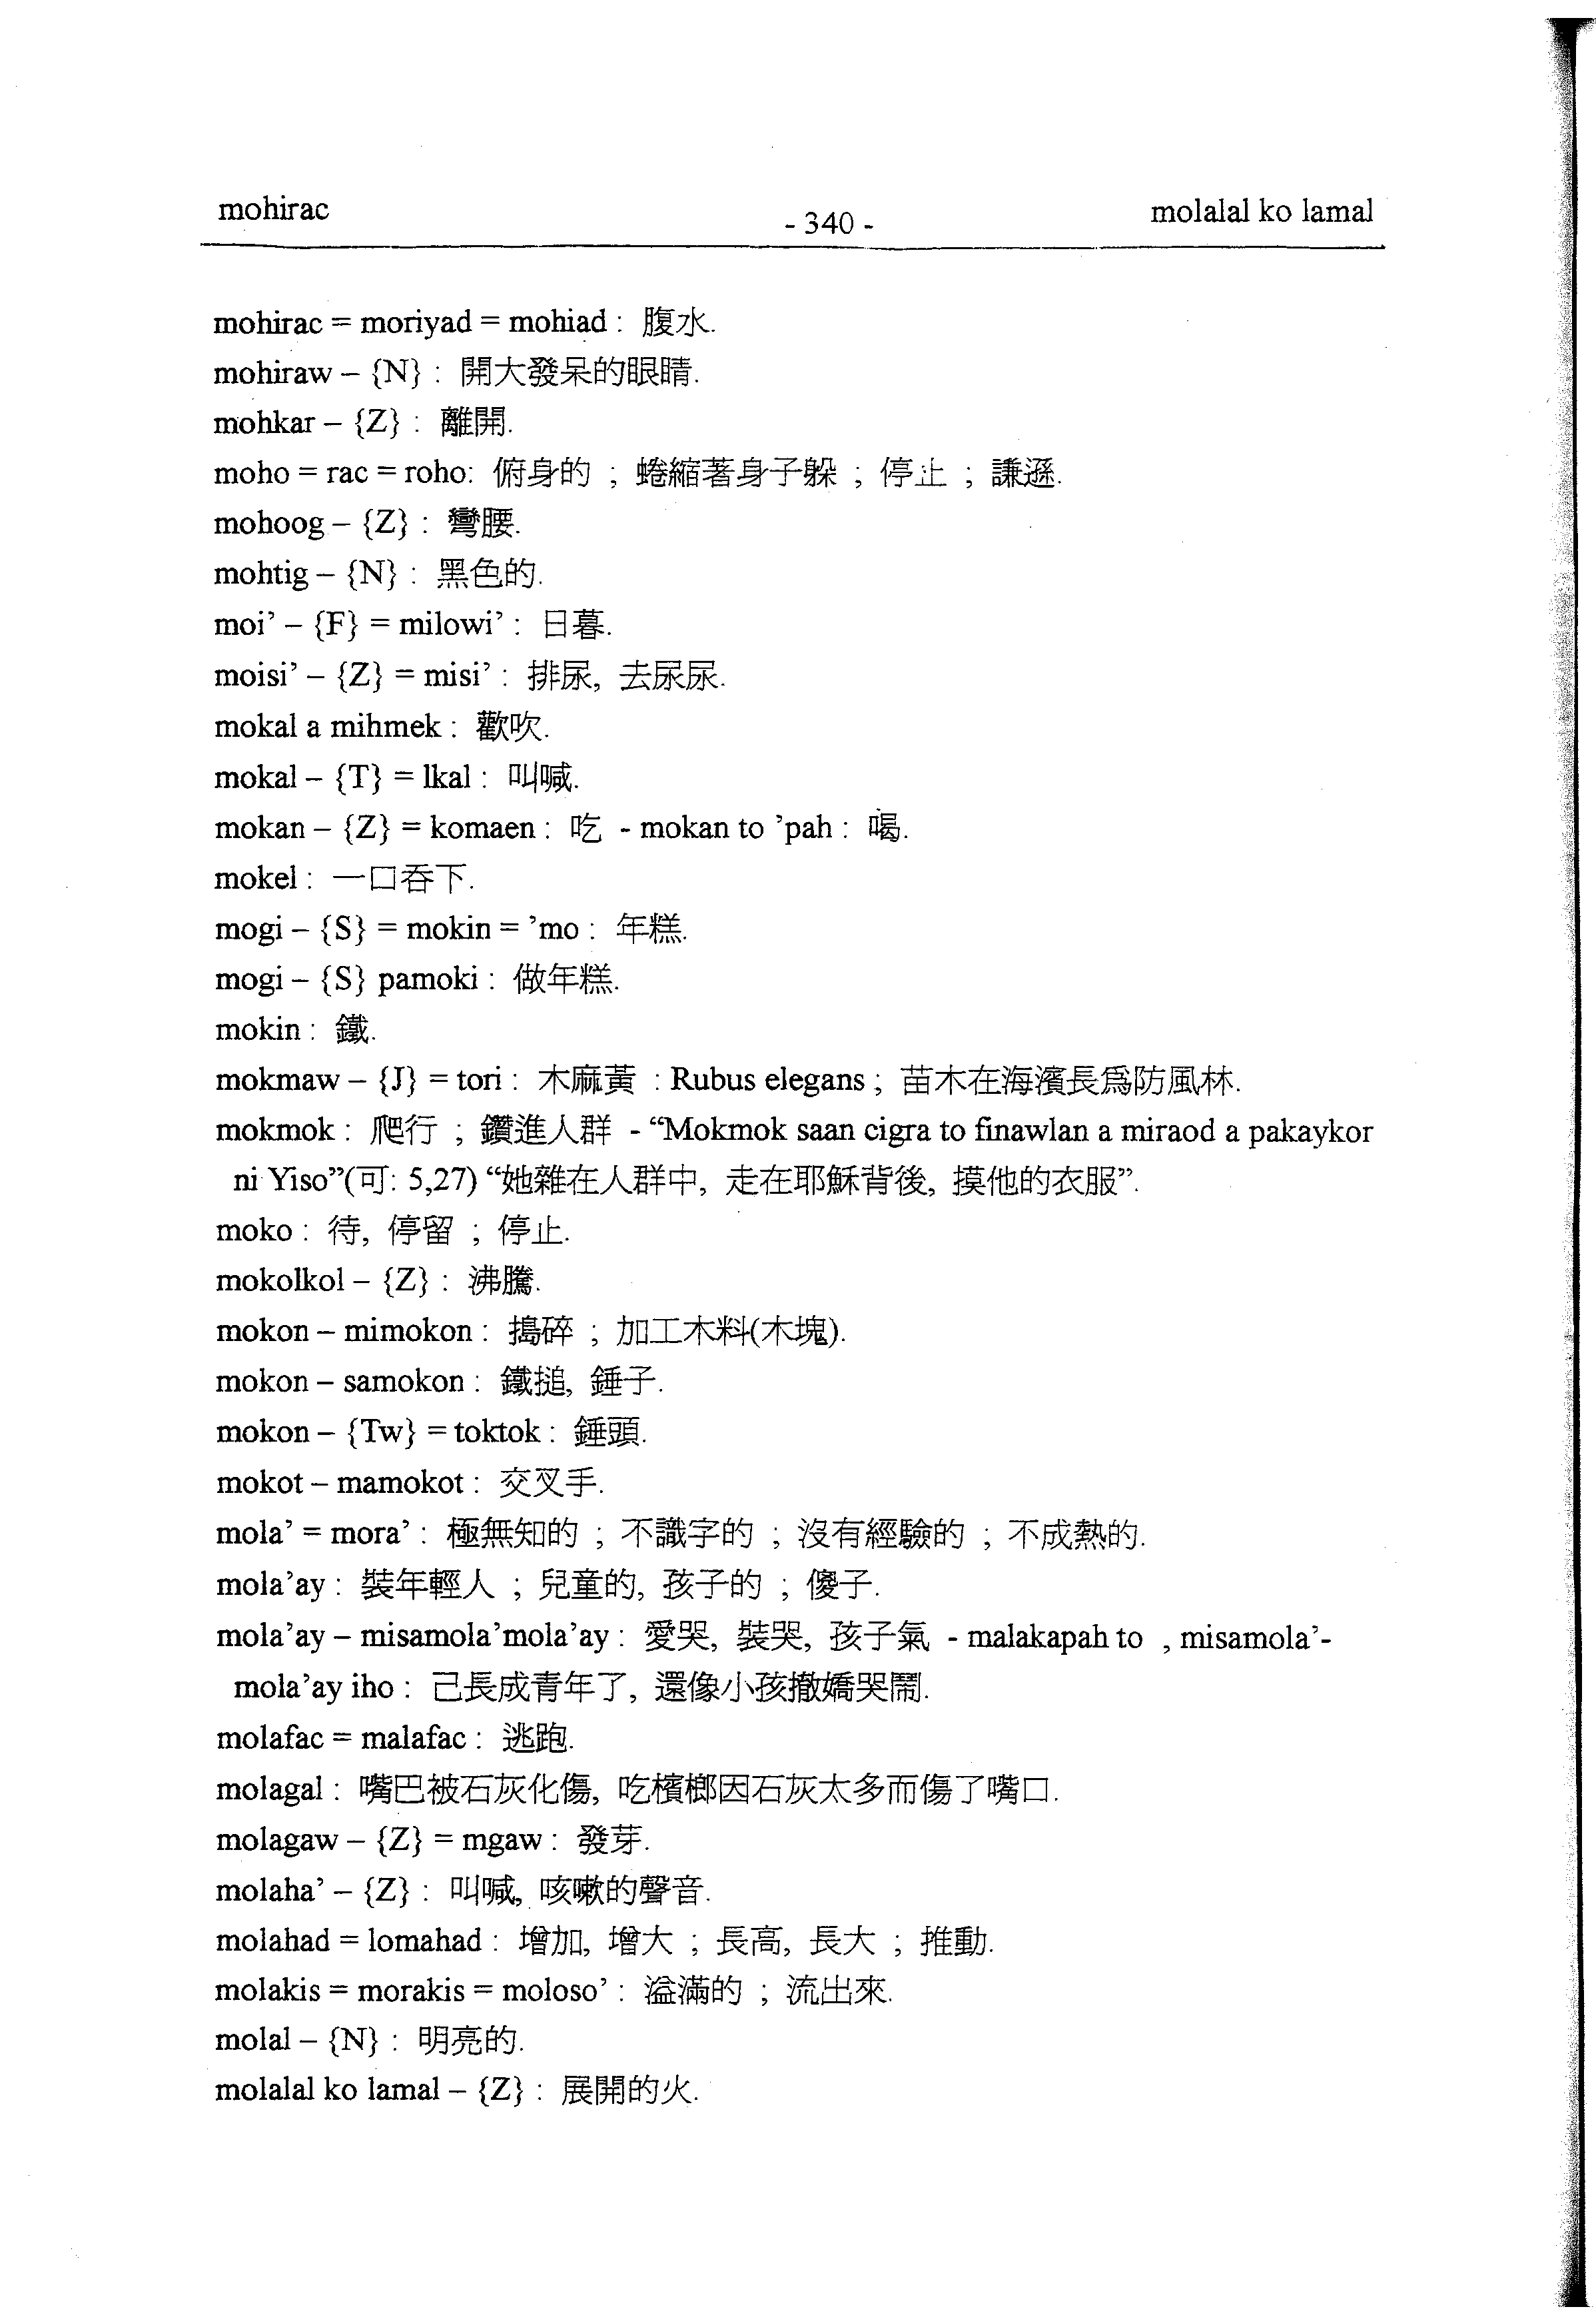 mohirac
- 340 -
molalal ko lamal
mohirac = moriyad = mohiad : 腹水.
mohiraw – {N} : 開大發呆的眼睛.
mohkar – {Z} : 離開.
moho = rac = roho: 俯身的 ; 蜷縮著身子躲 ; 停止 ; 謙遜.
mohoog – {Z} : 彎腰.
mohtig – {N} : 黑色的.
moi’ – {F} = milowi’ : 日暮.
moisi’ – {Z} = misi’ : 排尿, 去尿尿.
mokal a mihmek : 歡吹.
mokal – {T} = lkal : 叫喊.
mokan – {Z} = komaen : 吃 - mokan to ’pah : 喝.
mokel : 一口吞下.
mogi – {S} = mokin = ’mo : 年糕.
mogi – {S} pamoki : 做年糕.
mokin : 鐵.
mokmaw – {J} = tori : 木麻黃 : Rubus elegans ; 苗木在海濱長爲防風林.
mokmok : 爬行 ; 鑽進人群 - “Mokmok saan cigra to finawlan a miraod a pakaykor
ni Yiso”(可: 5,27) “她雜在人群中, 走在耶穌背後, 摸他的衣服”.
moko : 待, 停留 ; 停止.
mokolkol – {Z} : 沸騰.
mokon – mimokon : 搗碎 ; 加工木料(木塊).
mokon – samokon : 鐵搥, 錘子.
mokon – {Tw} = toktok : 錘頭.
mokot – mamokot : 交叉手.
mola’ = mora’ : 極無知的 ; 不識字的 ; 沒有經驗的 ; 不成熱的.
mola’ay : 裝年輕人 ; 兒童的, 孩子的 ; 傻子.
mola’ay – misamola’mola’ay : 愛哭, 裝哭, 孩子氣 - malakapah to , misamola’-
mola’ay iho : 己長成青年了, 還像小孩撤嬌哭鬧.
molafac = malafac : 逃跑.
molagal : 嘴巴被石灰化傷, 吃檳榔因石灰太多而傷了嘴口.
molagaw – {Z} = mgaw : 發芽.
molaha’ – {Z} : 叫喊, 咳嗽的聲音.
molahad = lomahad : 增加, 增大 ; 長高, 長大 ; 推動.
molakis = morakis = moloso’ : 溢滿的 ; 流出來.
molal – {N} : 明亮的.
molalal ko lamal – {Z} : 展開的火.